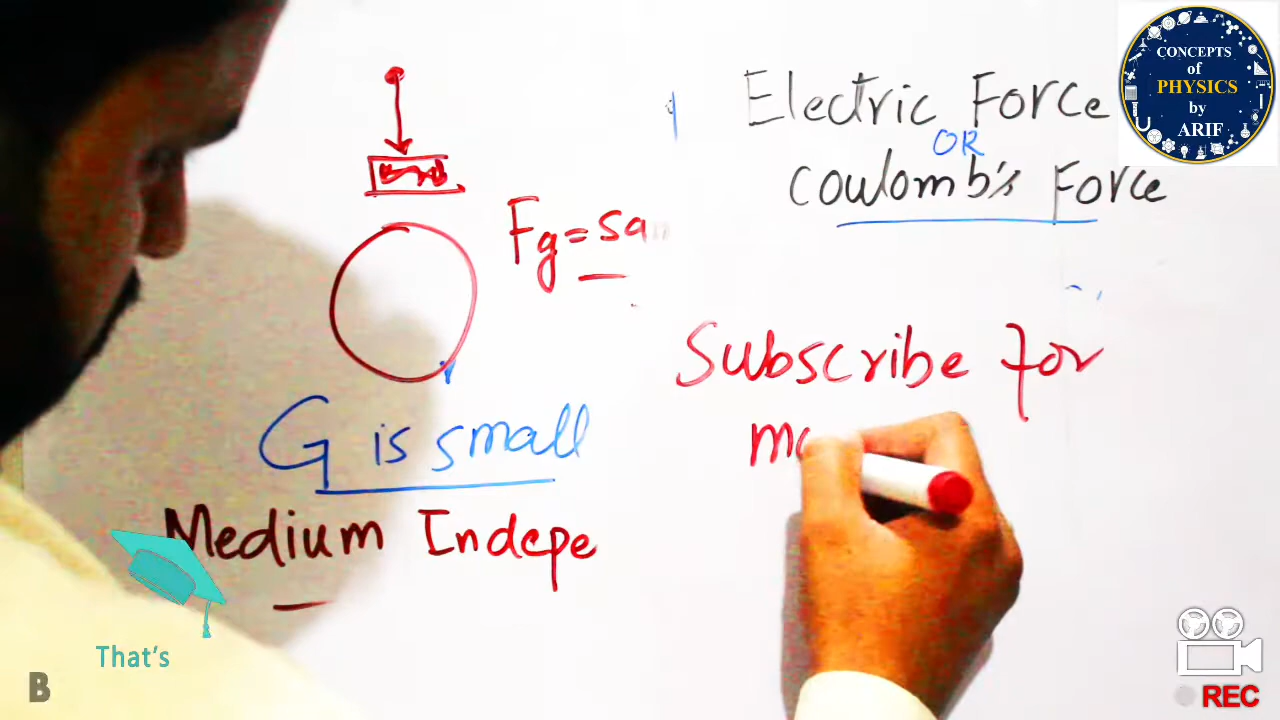 Electric Force
OR
Coulomb's Force
Fg = sa
Subscribe for
mo
G is small
Medium Indepe
CONCEPTS
of
PHYSICS
by
ARIF
That's
B
REC